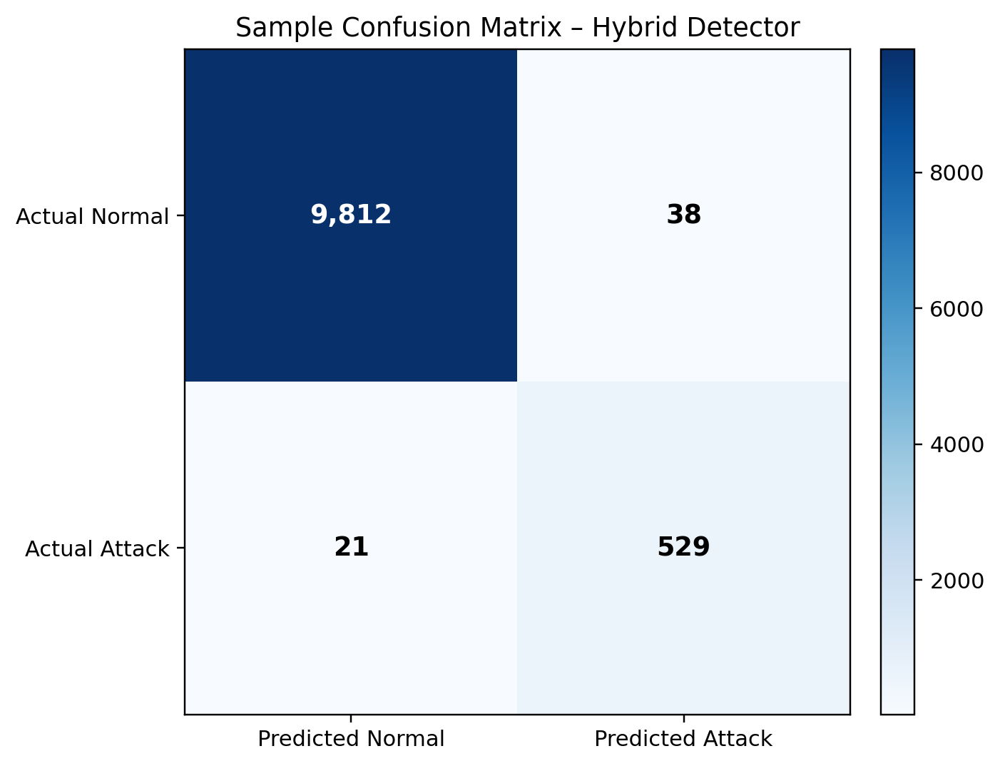 Sample Confusion Matrix – Hybrid Detector
Actual Normal
9,812
38
Actual Attack
21
529
Predicted Normal
Predicted Attack
8000
6000
4000
2000